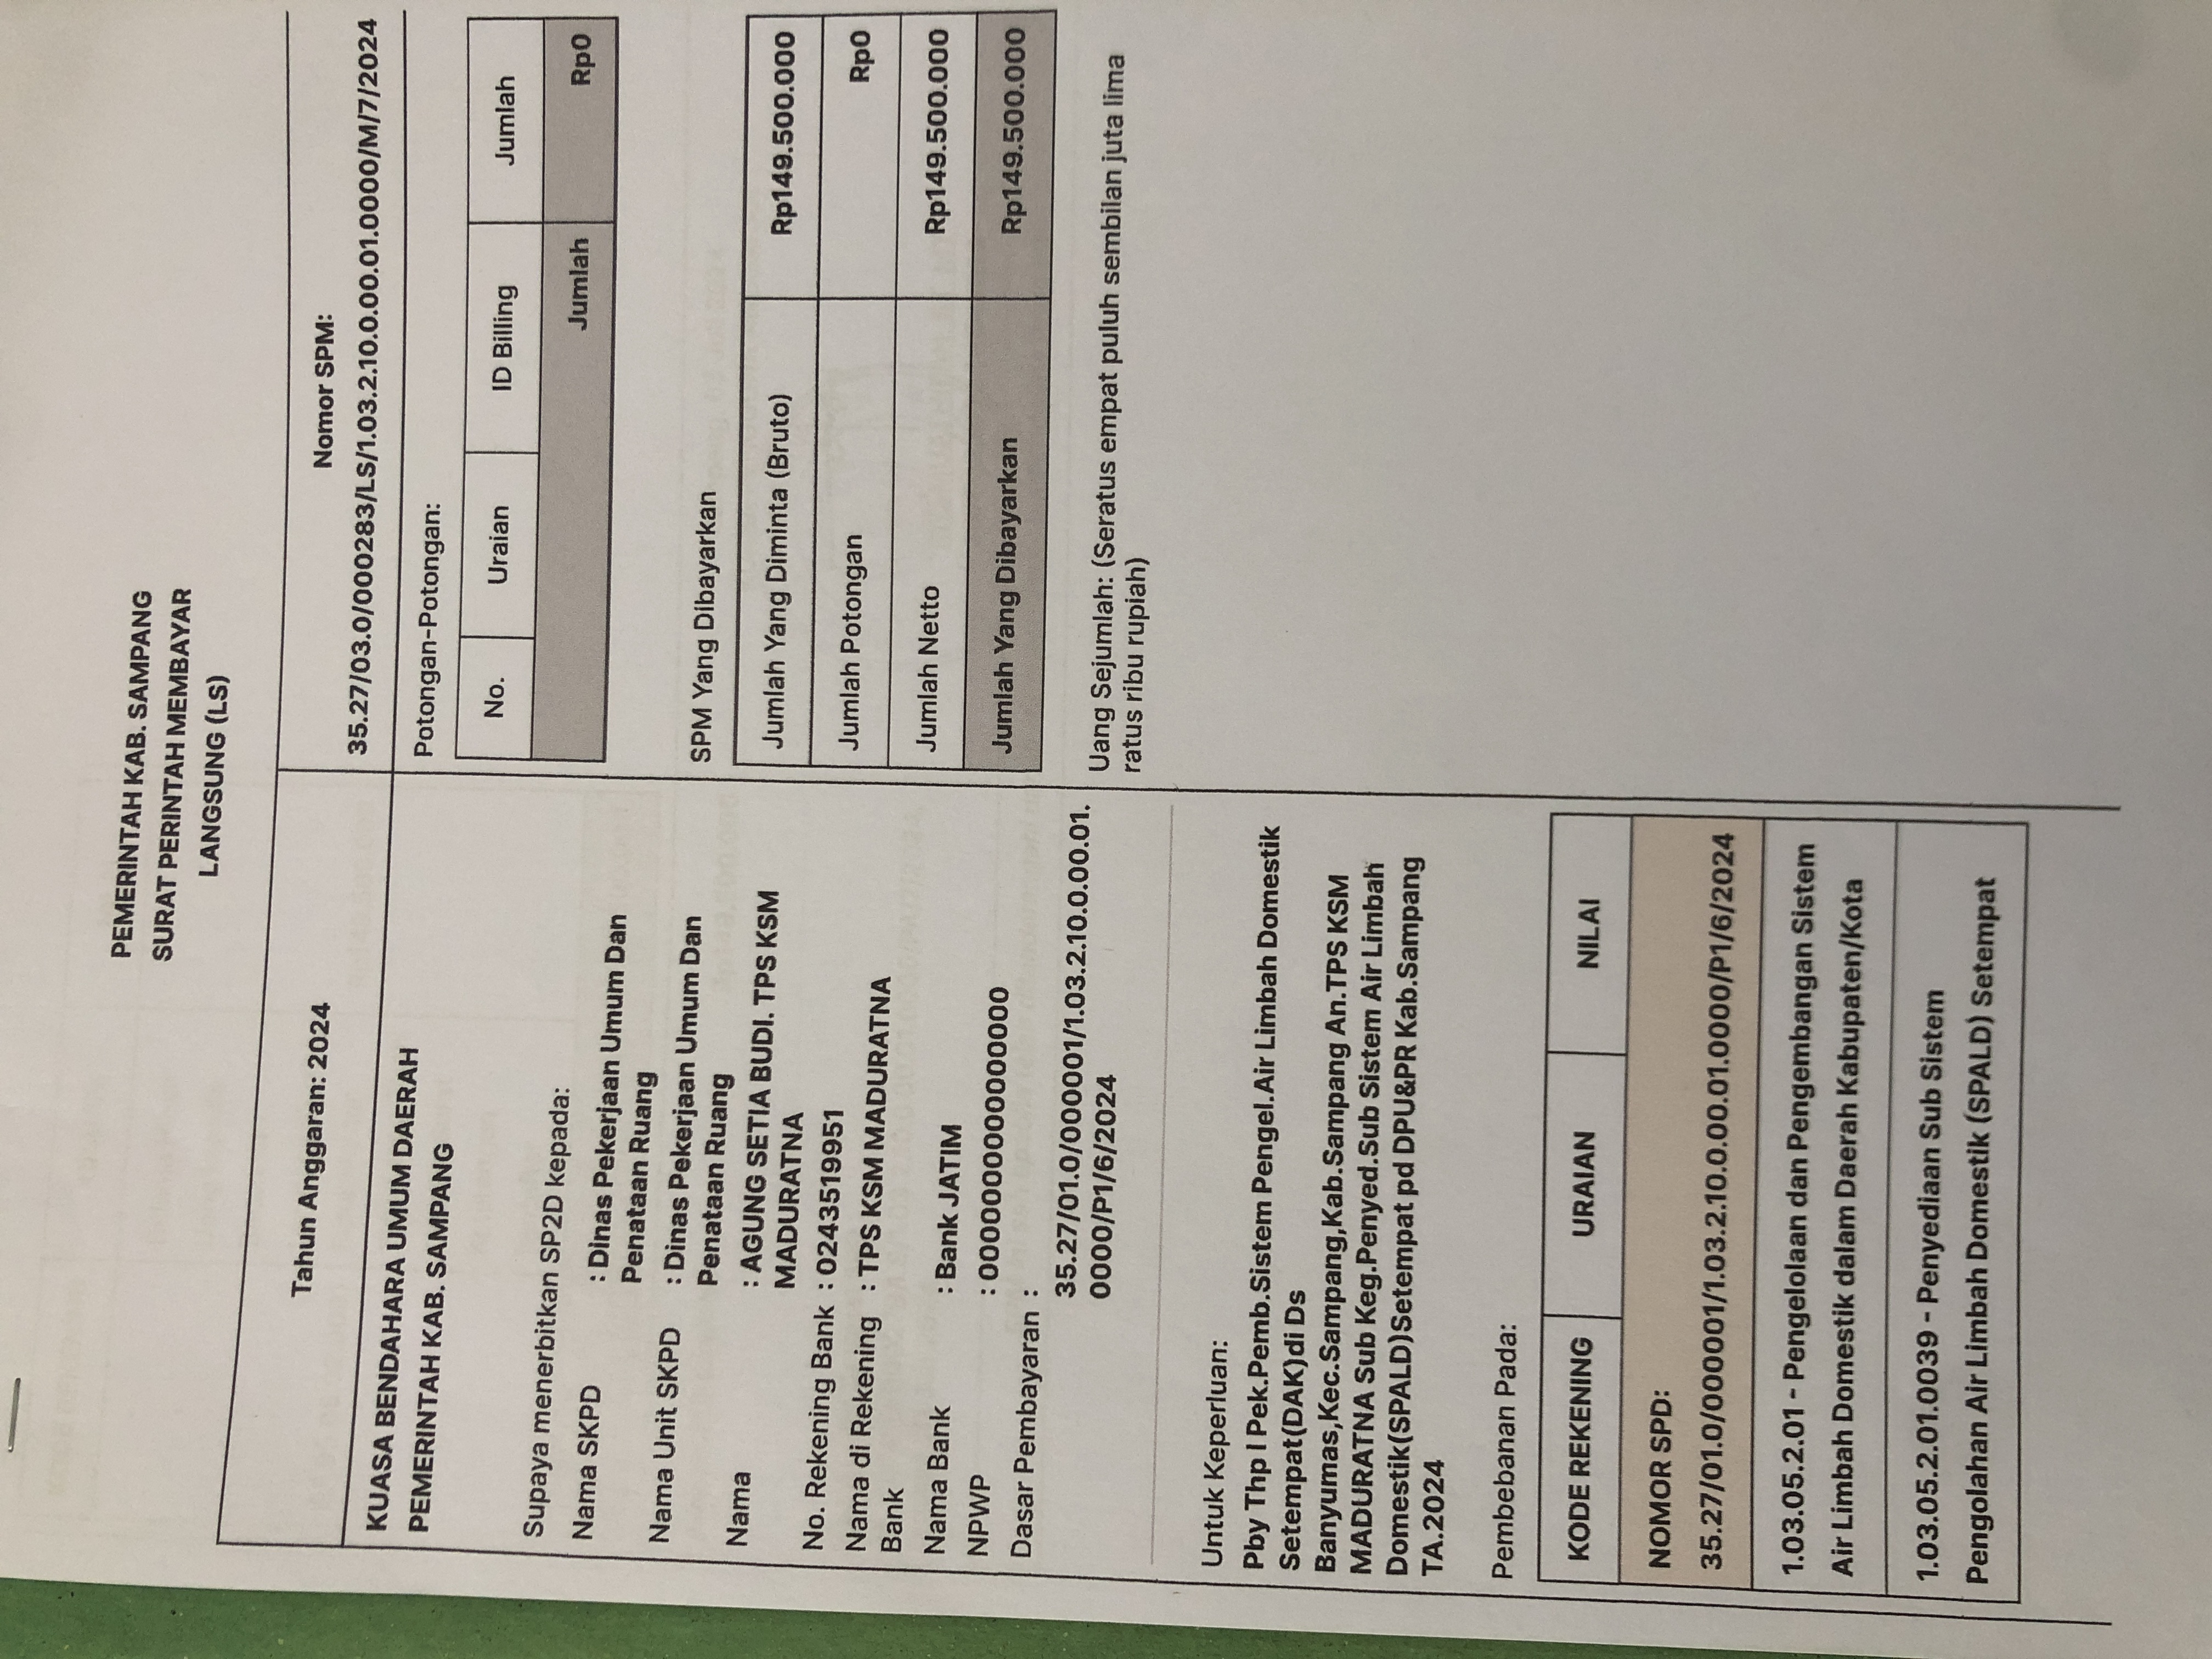 PEMERINTAH KAB. SAMPANG
SURAT PERINTAH MEMBAYAR
LANGSUNG (LS)
Tahun Anggaran: 2024
Nomor SPM:
35.27/03.0/000283/LS/1.03.2.10.0.00.01.0000/M/7/2024
KUASA BENDAHARA UMUM DAERAH
PEMERINTAH KAB. SAMPANG
Supaya menerbitkan SP2D kepada:
Nama SKPD : Dinas Pekerjaan Umum Dan
Penataan Ruang
Nama Unit SKPD : Dinas Pekerjaan Umum Dan
Penataan Ruang
Nama : AGUNG SETIA BUDI. TPS KSM
MADURATNA
No. Rekening Bank : 0243519951
Nama di Rekening : TPS KSM MADURATNA
Bank
Nama Bank : Bank JATIM
NPWP : 0000000000000000
Dasar Pembayaran :
35.27/01.0/000001/1.03.2.10.0.00.01.
0000/P1/6/2024
Untuk Keperluan:
Pby Thp I Pek.Pemb.Sistem Pengel.Air Limbah Domestik
Setempat(DAK)di Ds
Banyumas,Kec.Sampang,Kab.Sampang An.TPS KSM
MADURATNA Sub Keg.Penyed.Sub Sistem Air Limbah
Domestik(SPALD)Setempat pd DPU&PR Kab.Sampang
TA.2024
Pembebanan Pada:
KODE REKENING URAIAN NILAI
NOMOR SPD:
35.27/01.0/000001/1.03.2.10.0.00.01.0000/P1/6/2024
1.03.05.2.01 - Pengelolaan dan Pengembangan Sistem
Air Limbah Domestik dalam Daerah Kabupaten/Kota
1.03.05.2.01.0039 - Penyediaan Sub Sistem
Pengolahan Air Limbah Domestik (SPALD) Setempat
Potongan-Potongan:
No. Uraian ID Billing Jumlah
Jumlah Rp0
SPM Yang Dibayarkan
Jumlah Yang Diminta (Bruto) Rp149.500.000
Jumlah Potongan Rp0
Jumlah Netto Rp149.500.000
Jumlah Yang Dibayarkan Rp149.500.000
Uang Sejumlah: (Seratus empat puluh sembilan juta lima
ratus ribu rupiah)